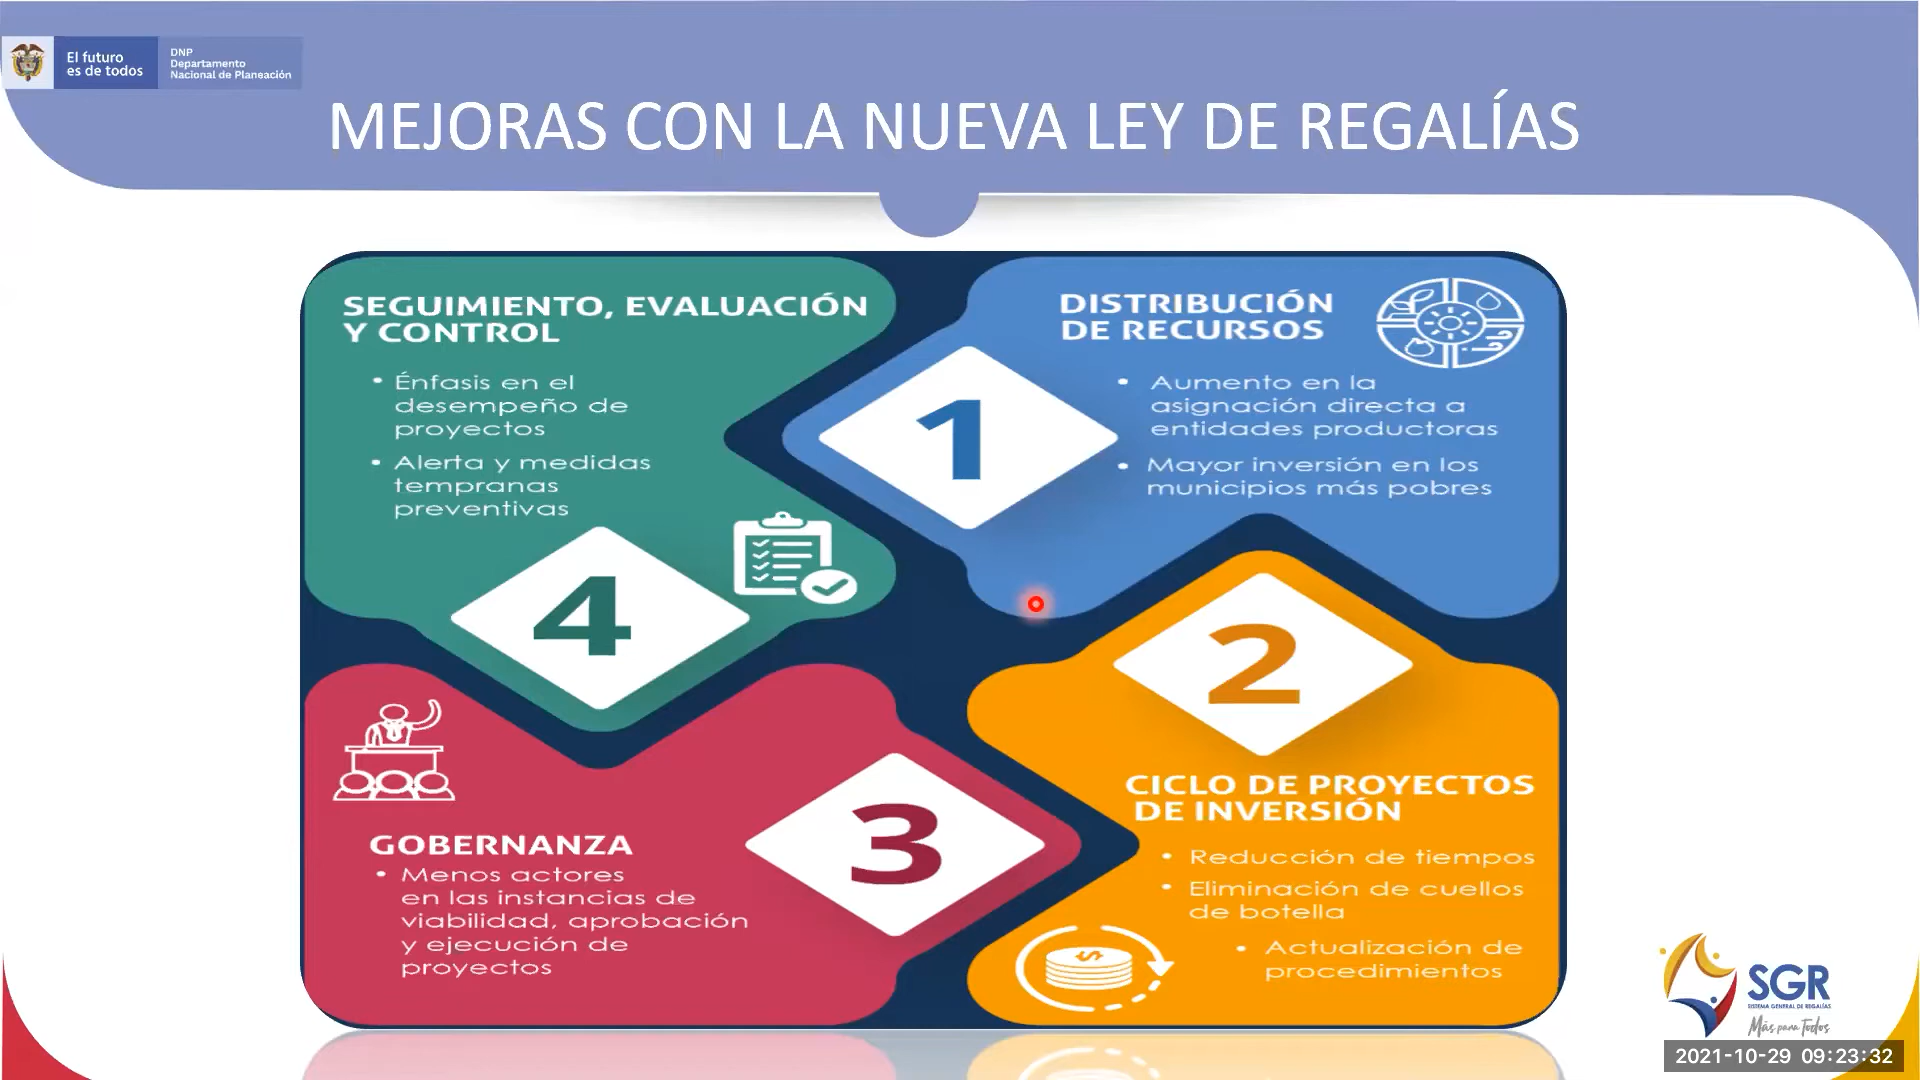 El futuro
es de todos
DNP
Departamento
Nacional de Planeación
MEJORAS CON LA NUEVA LEY DE REGALÍAS
SEGUIMIENTO, EVALUACIÓN
Y CONTROL
• Énfasis en el
desempeño de
proyectos
• Alerta y medidas
tempranas
preventivas
4
DISTRIBUCIÓN
DE RECURSOS
• Aumento en la
asignación directa a
entidades productoras
• Mayor inversión en los
municipios más pobres
1
2
CICLO DE PROYECTOS
DE INVERSIÓN
• Reducción de tiempos
• Eliminación de cuellos
de botella
• Actualización de
procedimientos
$
3
GOBERNANZA
• Menos actores
en las instancias de
viabilidad, aprobación
y ejecución de
proyectos
SGR
SISTEMA GENERAL DE REGALÍAS
Más para Todos
2021-10-29 09:23:32